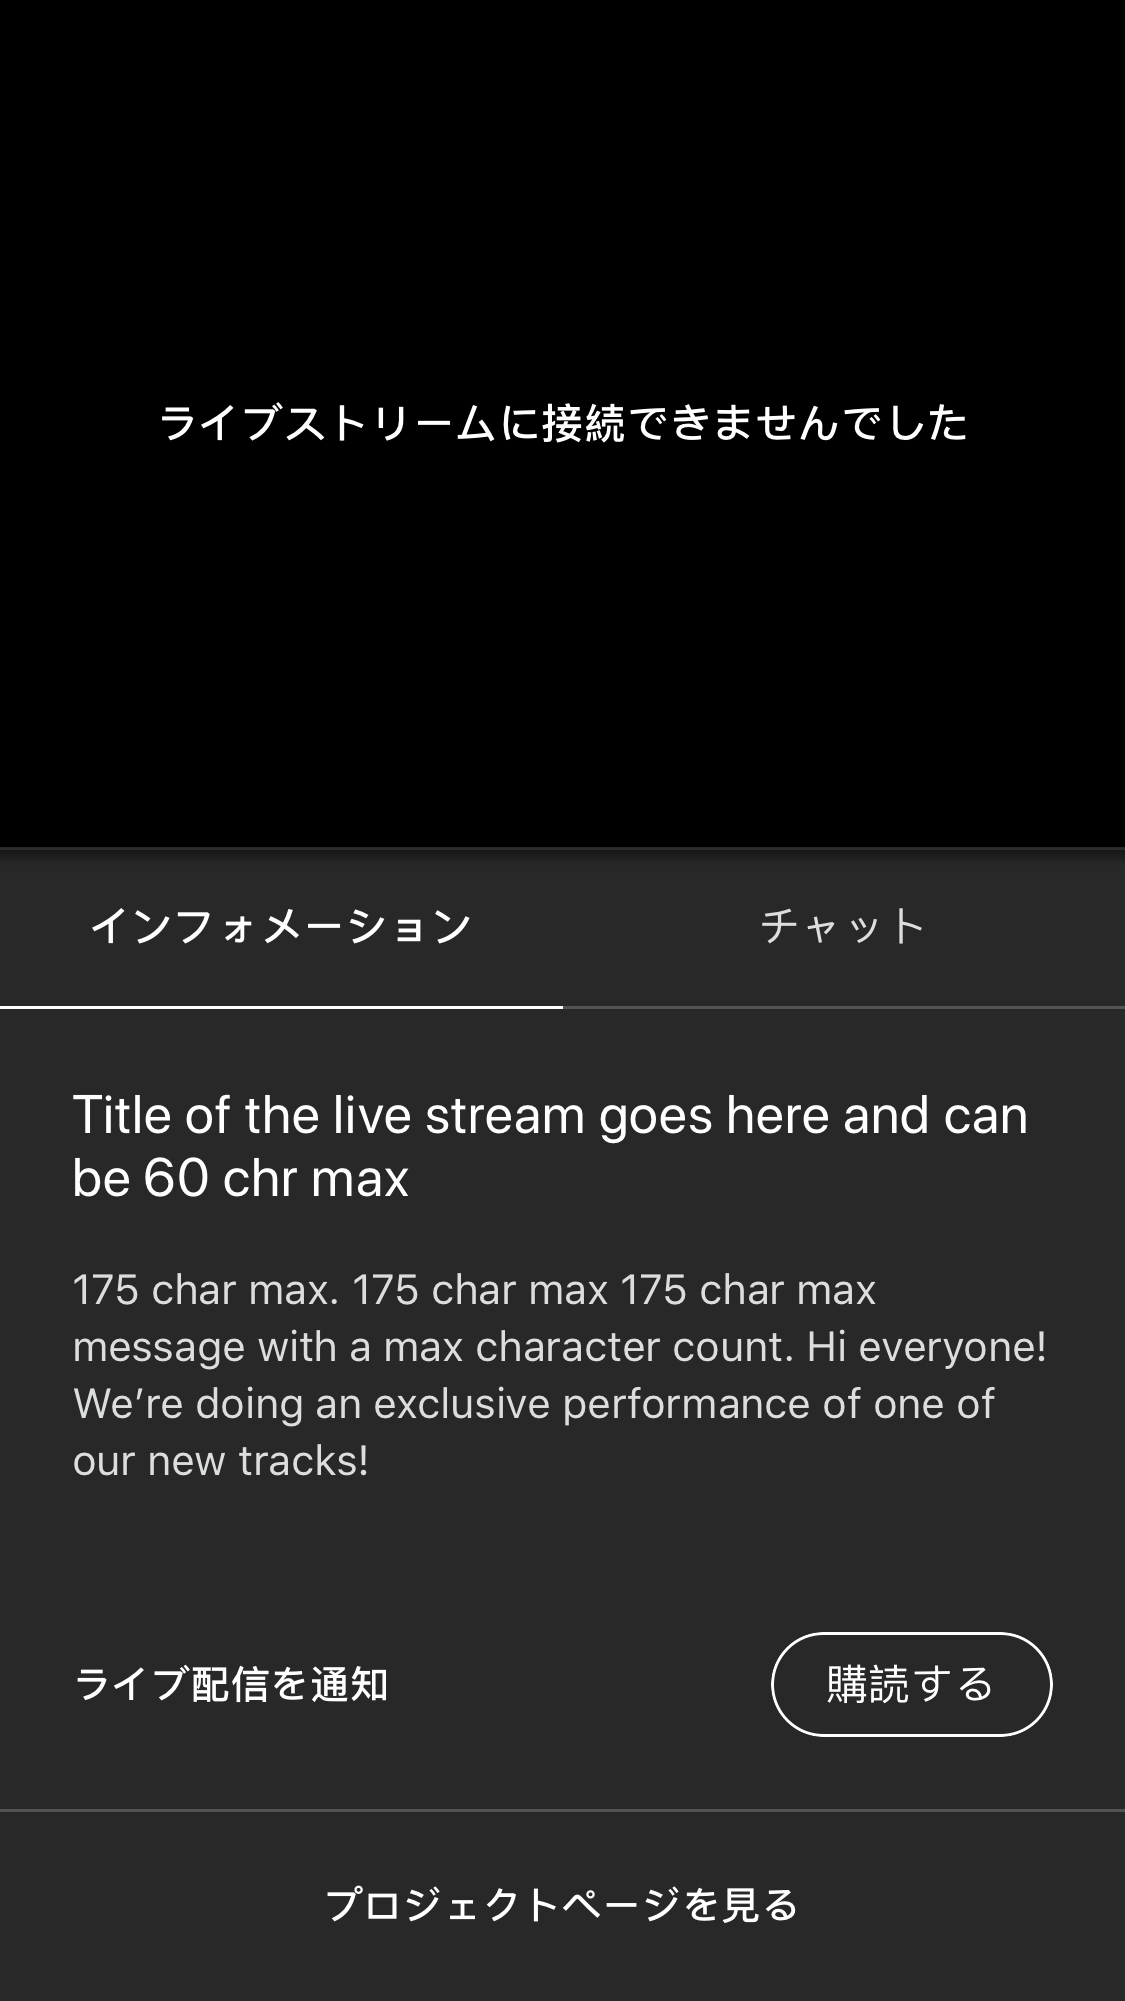 ライブストリームに接続できませんでした
インフォメーション
チャット
Title of the live stream goes here and can
be 60 chr max
175 char max. 175 char max 175 char max
message with a max character count. Hi everyone!
We’re doing an exclusive performance of one of
our new tracks!
ライブ配信を通知
購読する
プロジェクトページを見る